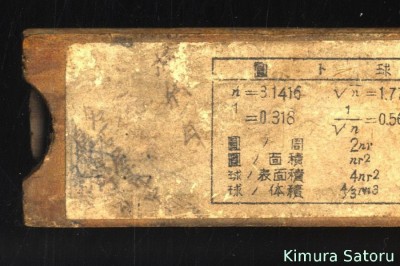 圓ト球
π=3.1416 √π=1.77
1/π=0.318 1/√π=0.56
圓ノ周 2πr
圓ノ面積 πr2
球ノ表面積 4πr2
球ノ体積 4/3πr3
Kimura Satoru